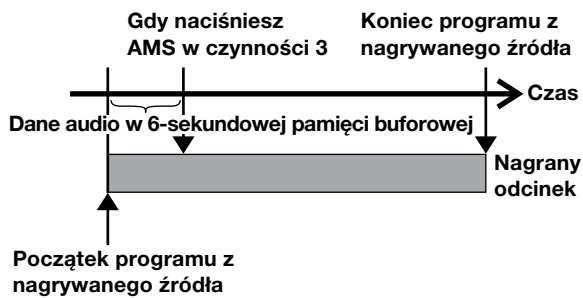 Gdy naciśniesz
AMS w czynności 3
Koniec programu z
nagrywanego źródła
Czas
Dane audio w 6-sekundowej pamięci buforowej
Nagrany
odcinek
Początek programu z
nagrywanego źródła